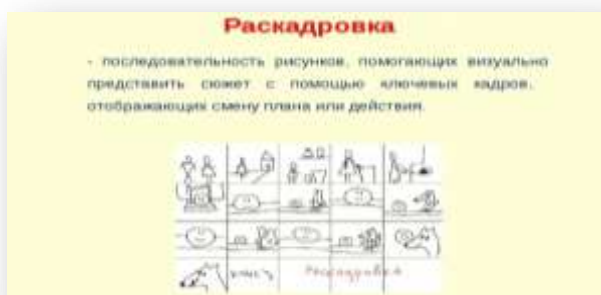 Раскадровка
- последовательность рисунков, помогающих визуально
представить сюжет с помощью ключевых кадров,
отображающих смену плана или действия.
Раскадровка